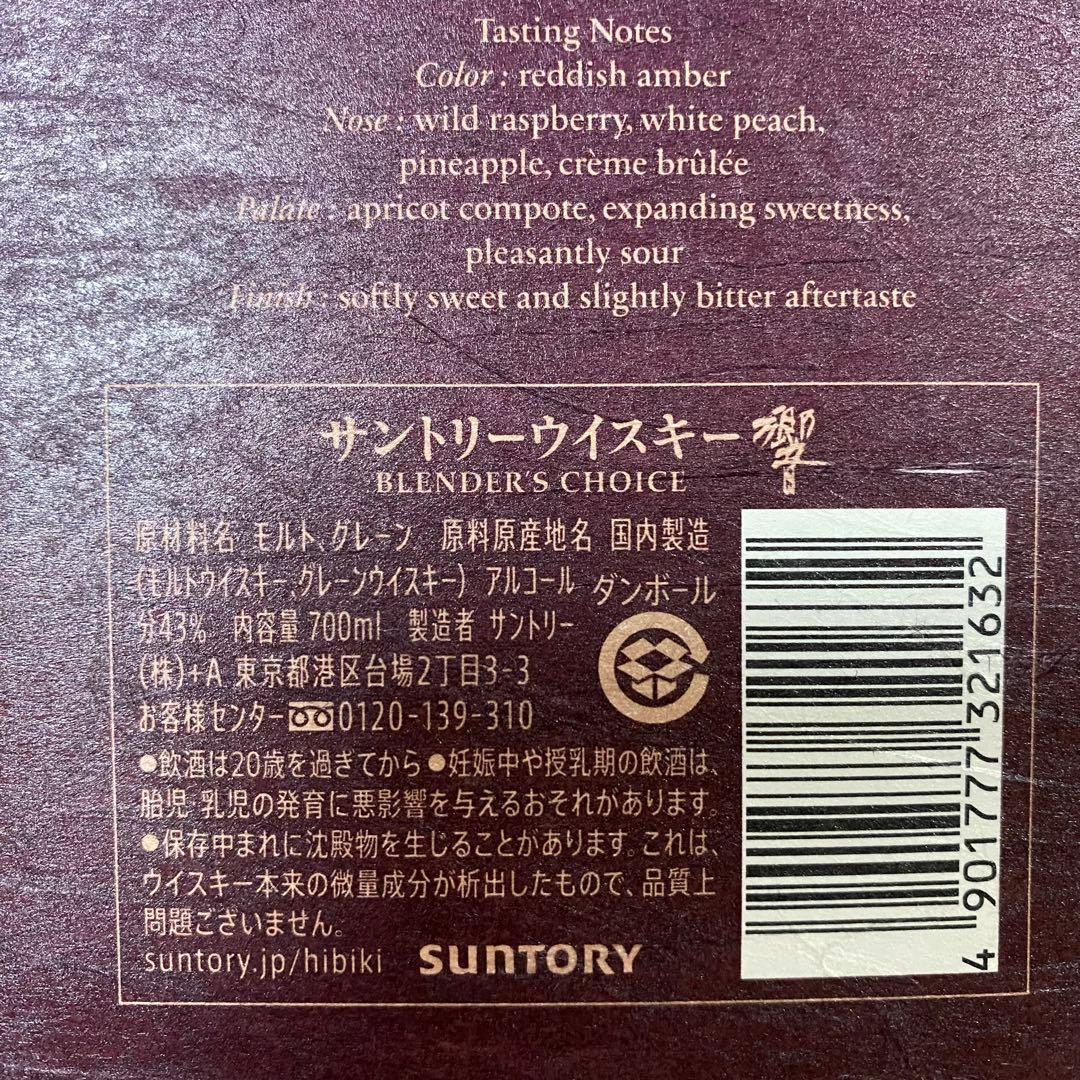 Tasting Notes
Color : reddish amber
Nose : wild raspberry, white peach,
pineapple, crème brûlée
Palate : apricot compote, expanding sweetness,
pleasantly sour
Finish : softly sweet and slightly bitter aftertaste
サントリーウイスキー 響
BLENDER'S CHOICE
原材料名 モルト、グレーン 原料原産地名 国内製造
(モルトウイスキー、グレーンウイスキー) アルコール
分43% 内容量 700ml 製造者 サントリー
(株)+A 東京都港区台場2丁目3-3
お客様センター 0120-139-310
ダンボール
●飲酒は20歳を過ぎてから ●妊娠中や授乳期の飲酒は、
胎児・乳児の発育に悪影響を与えるおそれがあります。
●保存中まれに沈殿物を生じることがあります。これは、
ウイスキー本来の微量成分が析出したもので、品質上
問題ございません。
suntory.jp/hibiki SUNTORY
4 901777 321632